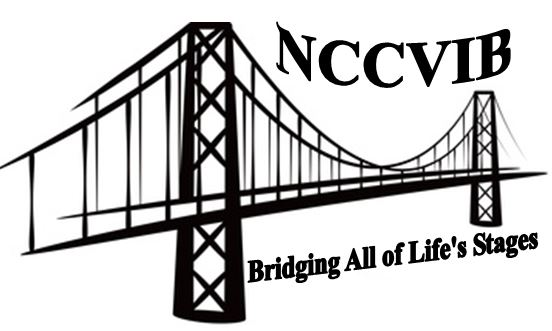 NCCVIB
Bridging All of Life's Stages